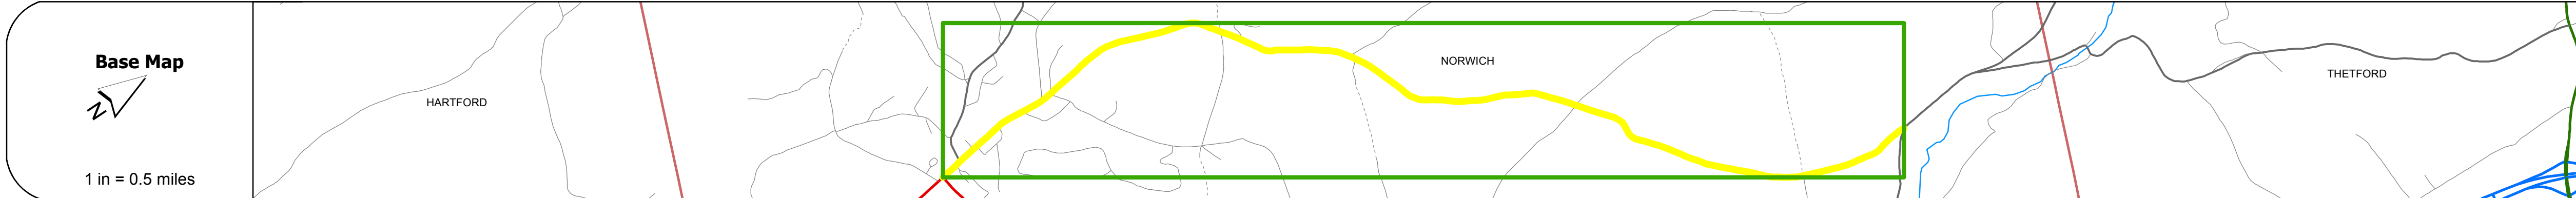 Base Map
N
1 in = 0.5 miles
HARTFORD
NORWICH
THETFORD